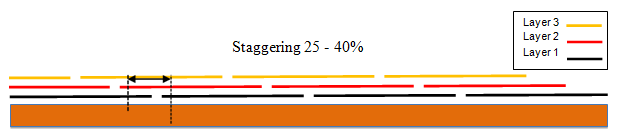 Layer 3
Layer 2
Layer 1
Staggering 25 - 40%